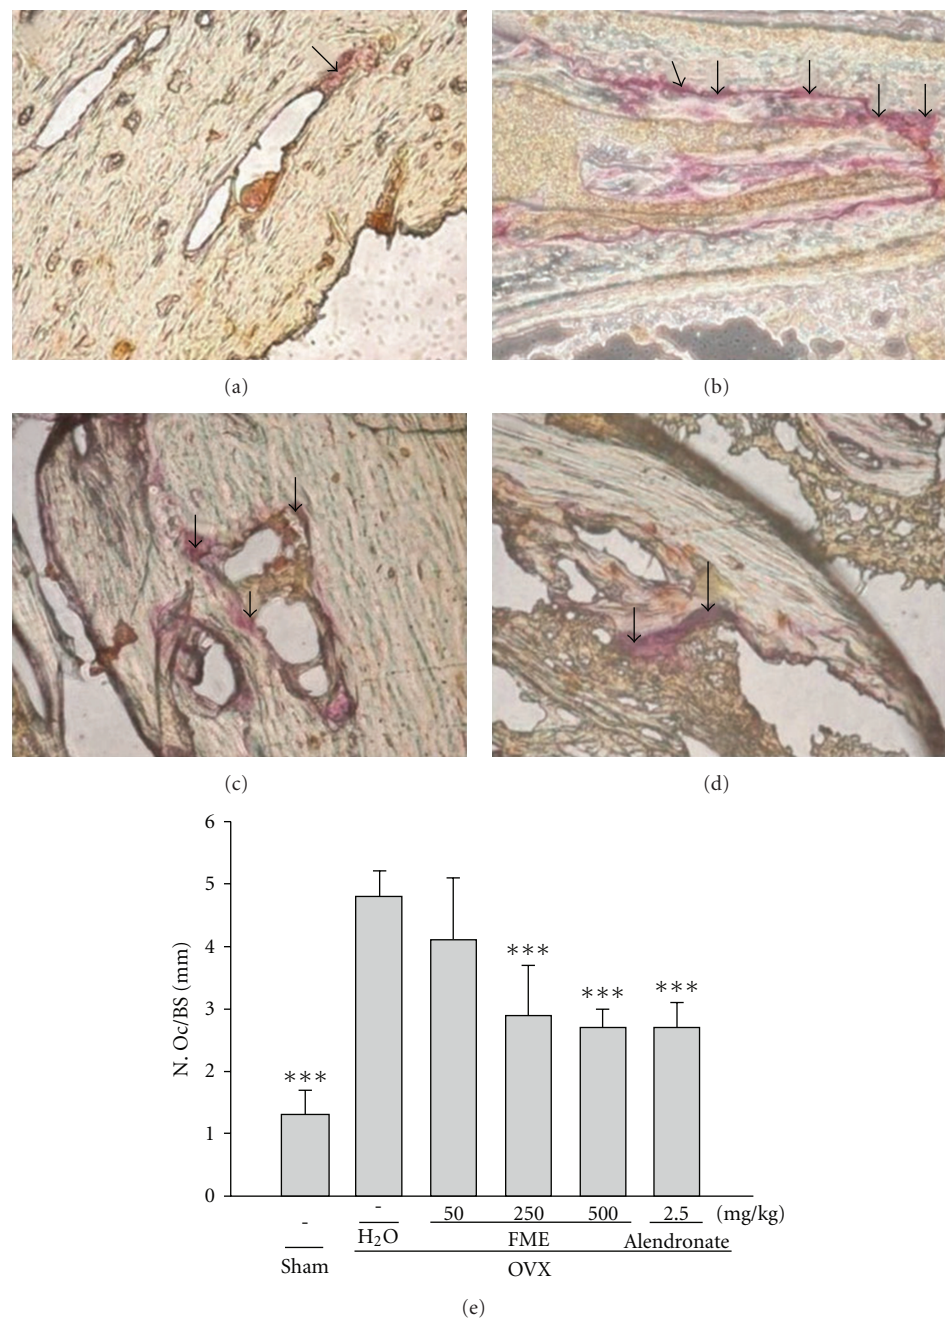 (a)
(b)
(c)
(d)
6
5
4
3
2
1
0
N. Oc/BS (mm)
***
***
***
***
- - 50 250 500 2.5 (mg/kg)
H₂O FME Alendronate
Sham OVX
(e)